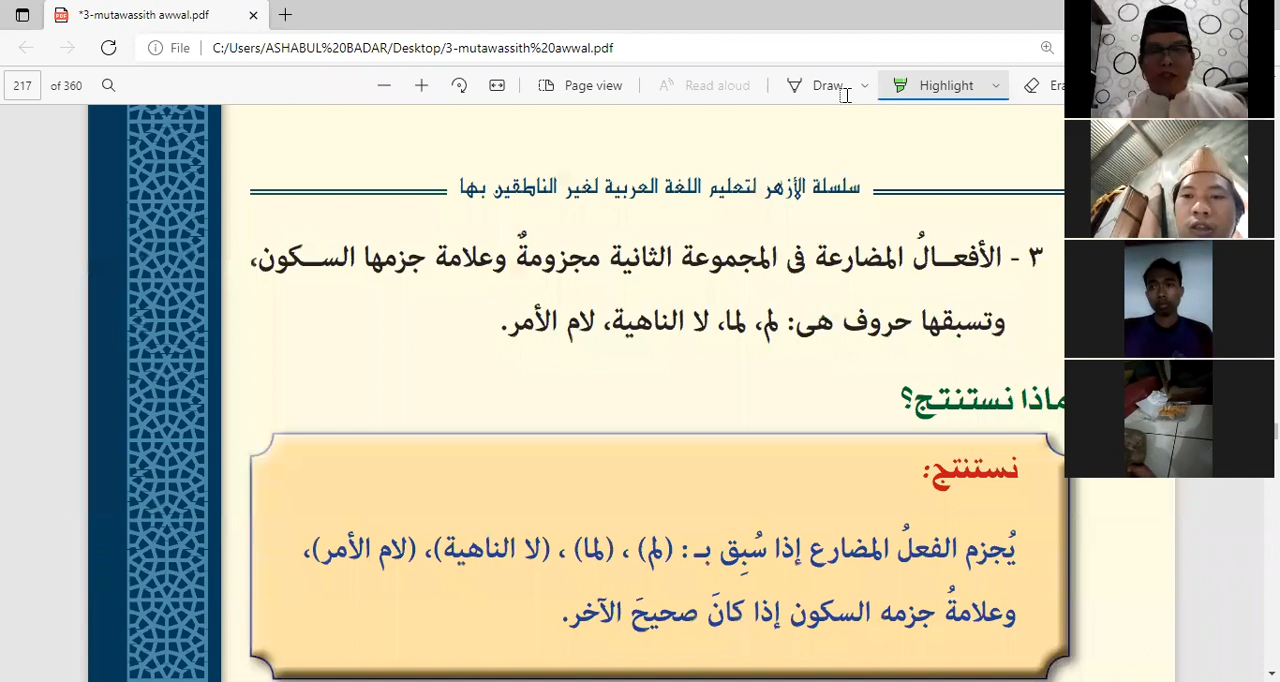 *3-mutawassith awwal.pdf
File
C:/Users/ASHABUL%20BADAR/Desktop/3-mutawassith%20awwal.pdf
217 of 360
Page view
Read aloud
Draw
Highlight
Era
سلسلة الأزهر لتعليم اللغة العربية لغير الناطقين بها
٣ - الأفعـــالُ المضارعة فى المجموعة الثانية مجزومةٌ وعلامة جزمها الســكون،
وتسبقها حروف هى: لم، لما، لا الناهية، لام الأمر.
ماذا نستنتج؟
نستنتج:
يُجزم الفعلُ المضارع إذا سُبِق بـ : (لم) ، (لما) ، (لا الناهية)، (لام الأمر)،
وعلامةُ جزمه السكون إذا كانَ صحيحَ الآخر.